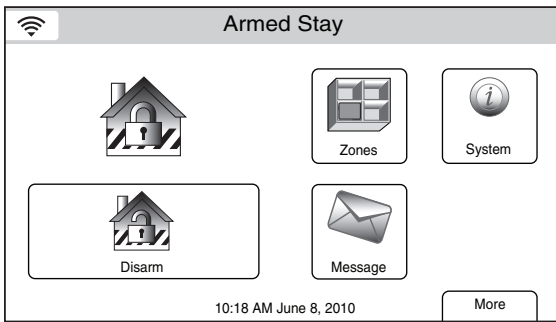 Armed Stay
Zones
System
Disarm
Message
10:18 AM June 8, 2010
More